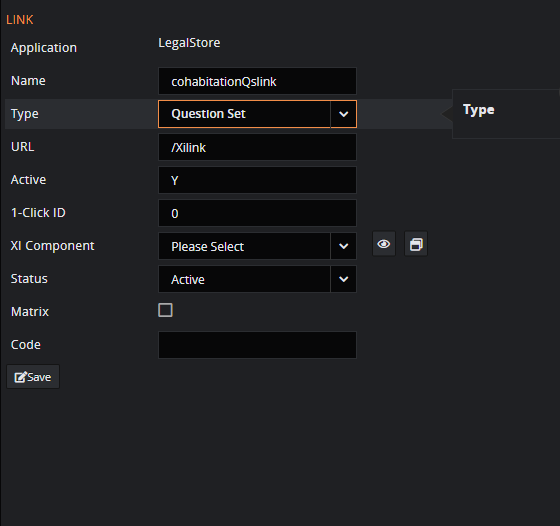 LINK
Application LegalStore
Name cohabitationQslink
Type Question Set Type
URL /Xilink
Active Y
1-Click ID 0
XI Component Please Select
Status Active
Matrix
Code
Save